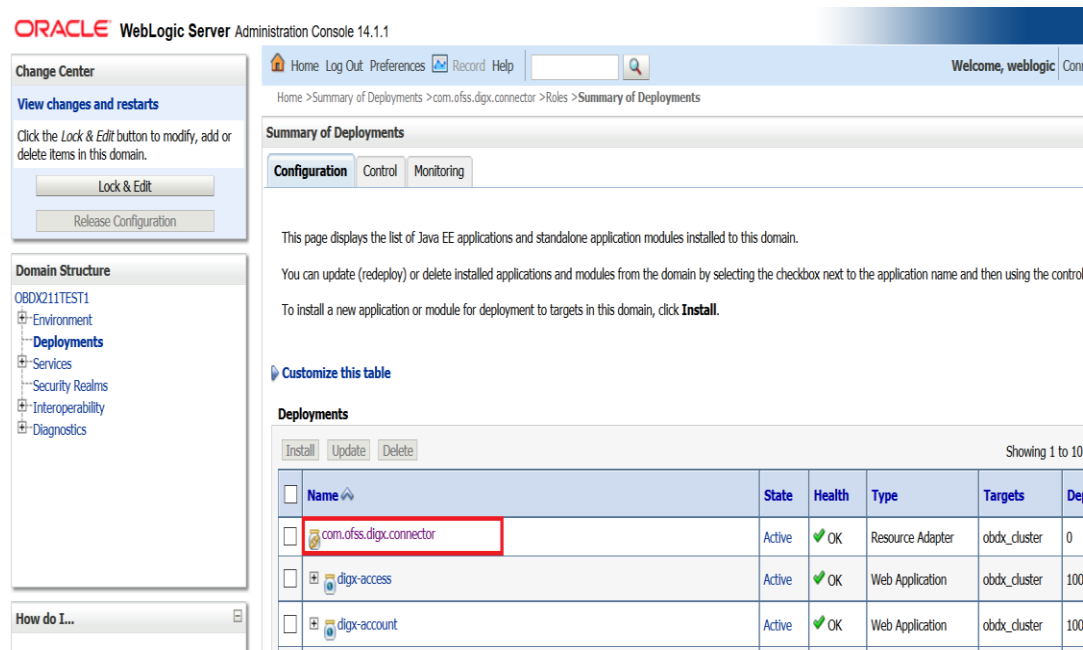 ORACLE WebLogic Server Administration Console 14.1.1
Change Center
View changes and restarts
Click the Lock & Edit button to modify, add or
delete items in this domain.
Lock & Edit
Release Configuration
Domain Structure
OBDX211TEST1
Environment
Deployments
Services
Security Realms
Interoperability
Diagnostics
How do I...
Home Log Out Preferences Record Help
Welcome, weblogic
Home >Summary of Deployments >com.ofss.digx.connector >Roles >Summary of Deployments
Summary of Deployments
Configuration Control Monitoring
This page displays the list of Java EE applications and standalone application modules installed to this domain.
You can update (redeploy) or delete installed applications and modules from the domain by selecting the checkbox next to the application name and then using the control
To install a new application or module for deployment to targets in this domain, click Install.
Customize this table
Deployments
Install Update Delete
Showing 1 to 10
Name State Health Type Targets
com.ofss.digx.connector Active OK Resource Adapter obdx_cluster 0
digx-access Active OK Web Application obdx_cluster 100
digx-account Active OK Web Application obdx_cluster 100